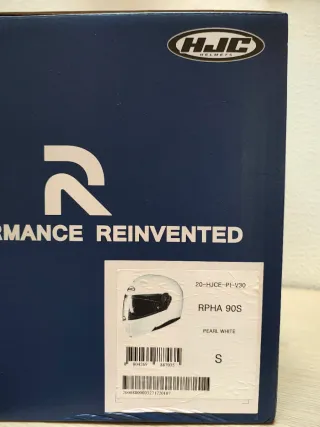 HJC
HELMETS
RMANCE REINVENTED
20-HJCE-PI-V30
RPHA 90S
PEARL WHITE
S